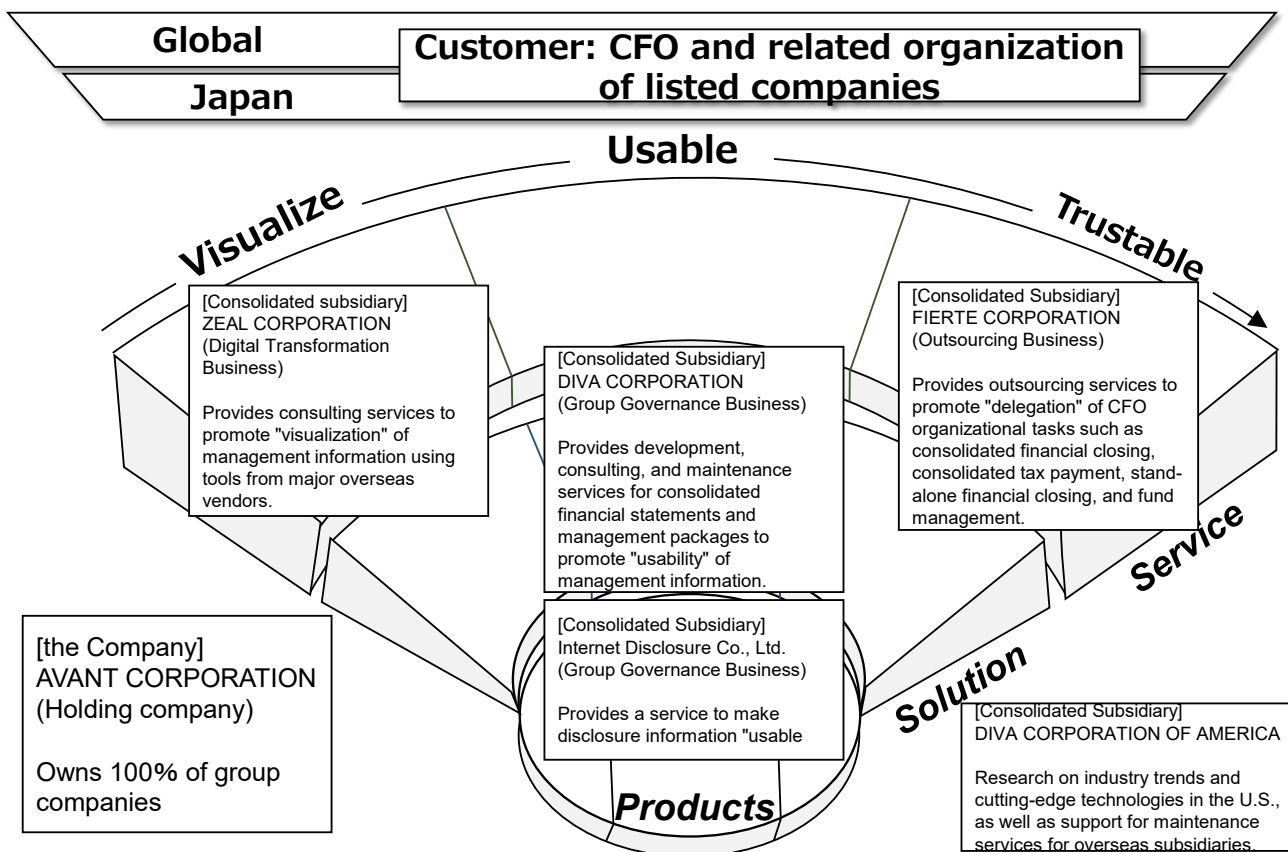 Global
Customer: CFO and related organization
of listed companies
Japan
Usable
Visualize
Trustable
[Consolidated subsidiary]
ZEAL CORPORATION
(Digital Transformation
Business)
Provides consulting services to
promote "visualization" of
management information using
tools from major overseas
vendors.
[Consolidated Subsidiary]
DIVA CORPORATION
(Group Governance Business)
Provides development,
consulting, and maintenance
services for consolidated
financial statements and
management packages to
promote "usability" of
management information.
[Consolidated Subsidiary]
FIERTE CORPORATION
(Outsourcing Business)
Provides outsourcing services to
promote "delegation" of CFO
organizational tasks such as
consolidated financial closing,
consolidated tax payment, stand-
alone financial closing, and fund
management.
Service
[the Company]
AVANT CORPORATION
(Holding company)
Owns 100% of group
companies
[Consolidated Subsidiary]
Internet Disclosure Co., Ltd.
(Group Governance Business)
Provides a service to make
disclosure information "usable
Solution
Products
[Consolidated Subsidiary]
DIVA CORPORATION OF AMERICA
Research on industry trends and
cutting-edge technologies in the U.S.,
as well as support for maintenance
services for overseas subsidiaries.